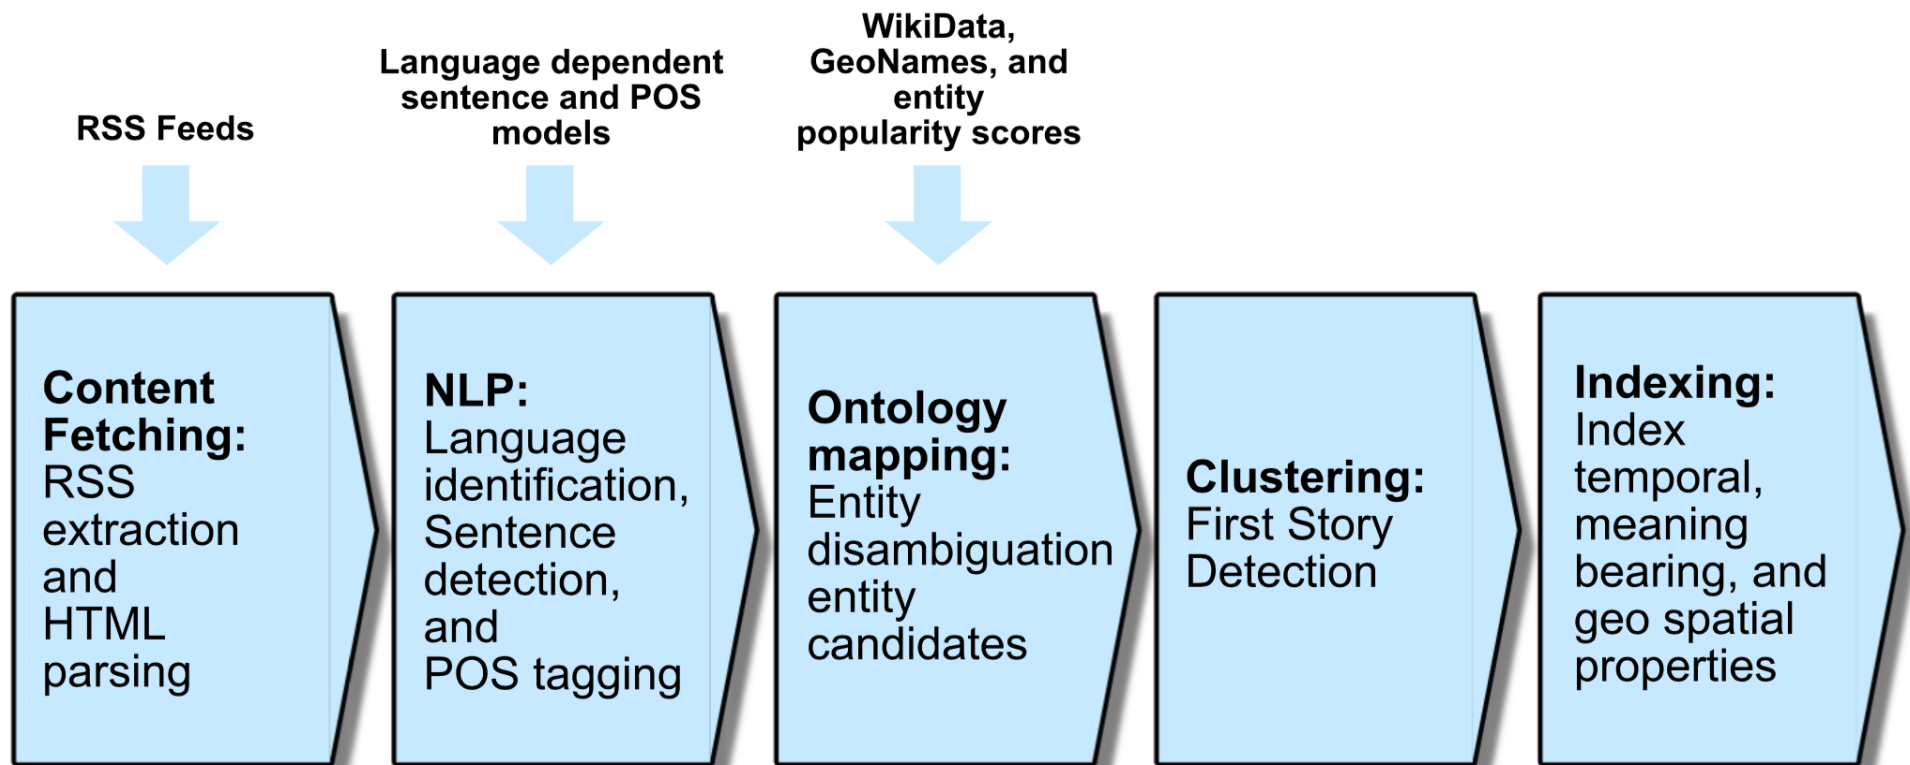 RSS Feeds
Language dependent
sentence and POS
models
WikiData,
GeoNames, and
entity
popularity scores
Content
Fetching:
RSS
extraction
and
HTML
parsing
NLP:
Language
identification,
Sentence
detection,
and
POS tagging
Ontology
mapping:
Entity
disambiguation
entity
candidates
Clustering:
First Story
Detection
Indexing:
Index
temporal,
meaning
bearing, and
geo spatial
properties